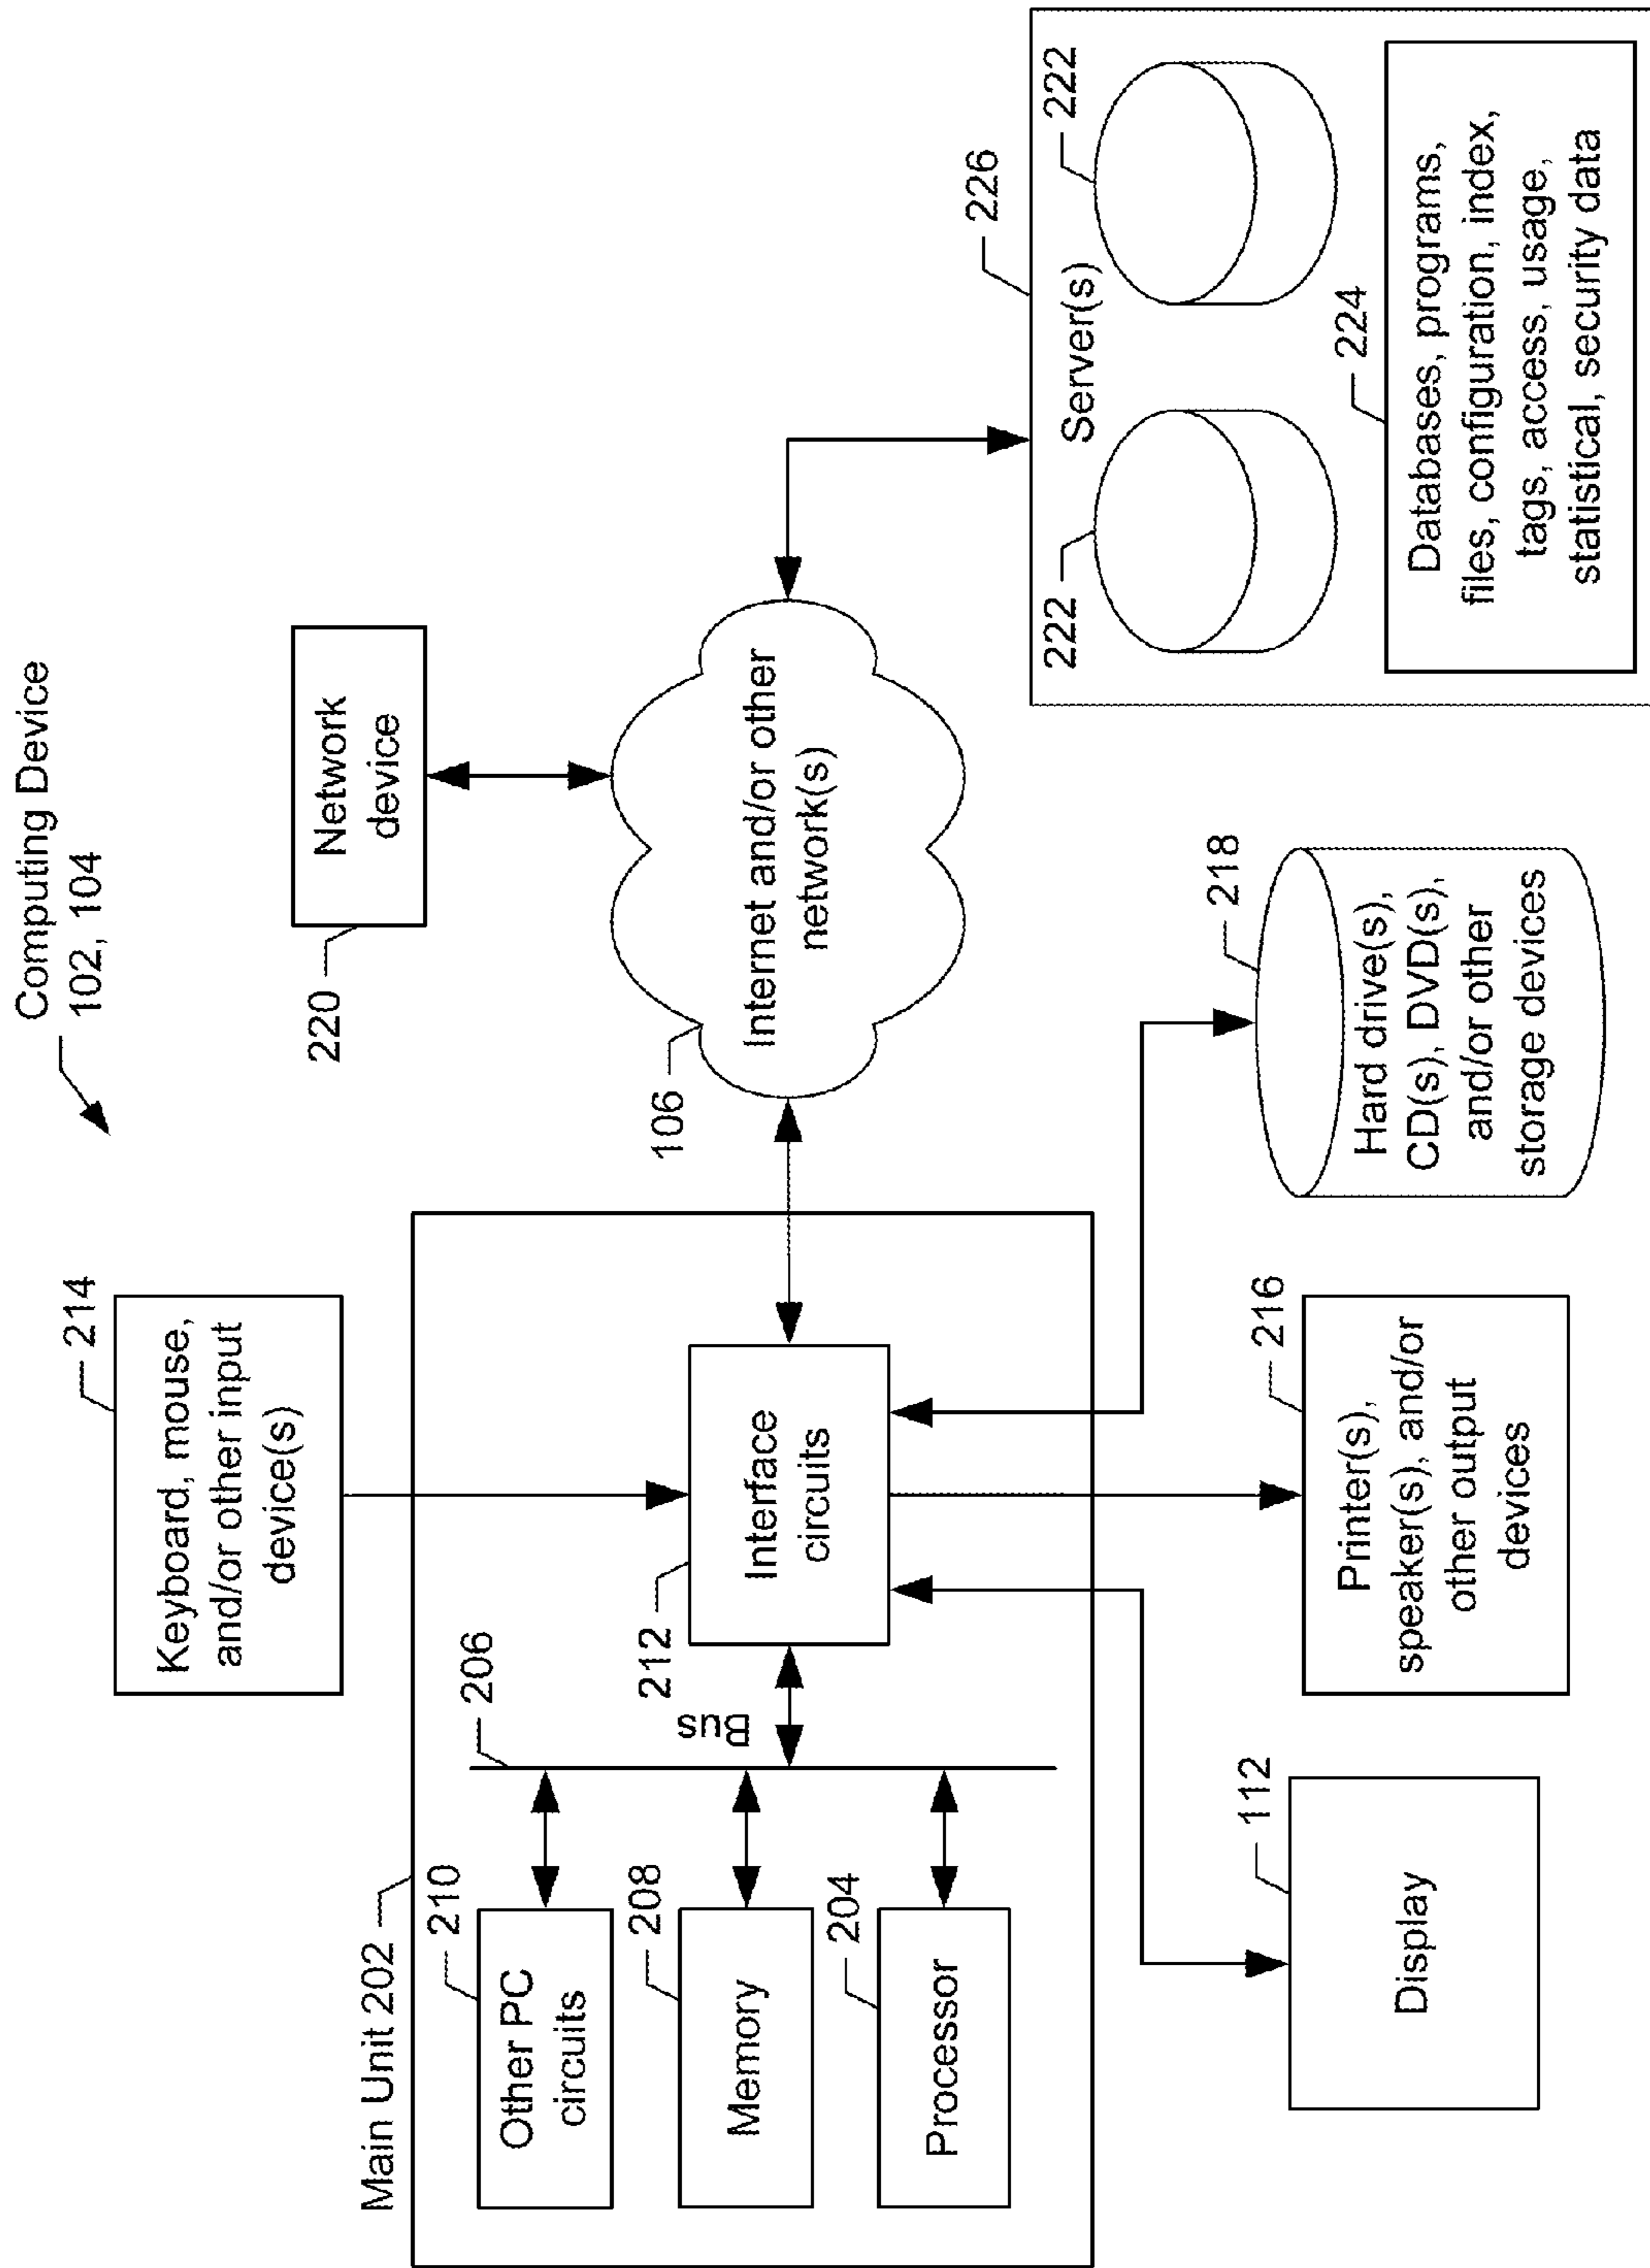 Computing Device
102, 104
Main Unit 202
210
Other PC
circuits
208
Memory
204
Processor
206
Bus
212
Interface
circuits
214
Keyboard, mouse,
and/or other input
device(s)
220
Network
device
106
Internet and/or other
network(s)
112
Display
216
Printer(s),
speaker(s), and/or
other output
devices
218
Hard drive(s),
CD(s), DVD(s),
and/or other
storage devices
226
Server(s)
222
222
224
Databases, programs,
files, configuration, index,
tags, access, usage,
statistical, security data